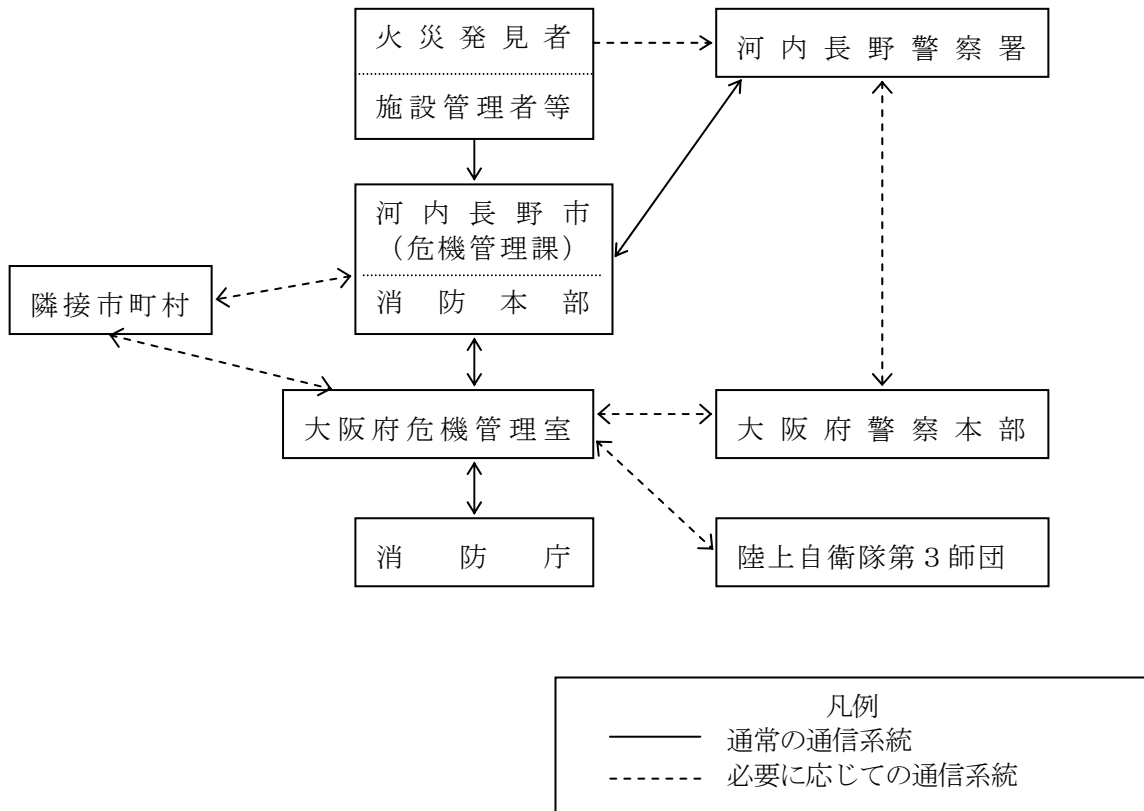 火災発見者
施設管理者等
河内長野警察署
河内長野市
（危機管理課）
消防本部
隣接市町村
大阪府危機管理室
大阪府警察本部
消防庁
陸上自衛隊第３師団
凡例
通常の通信系統
必要に応じての通信系統